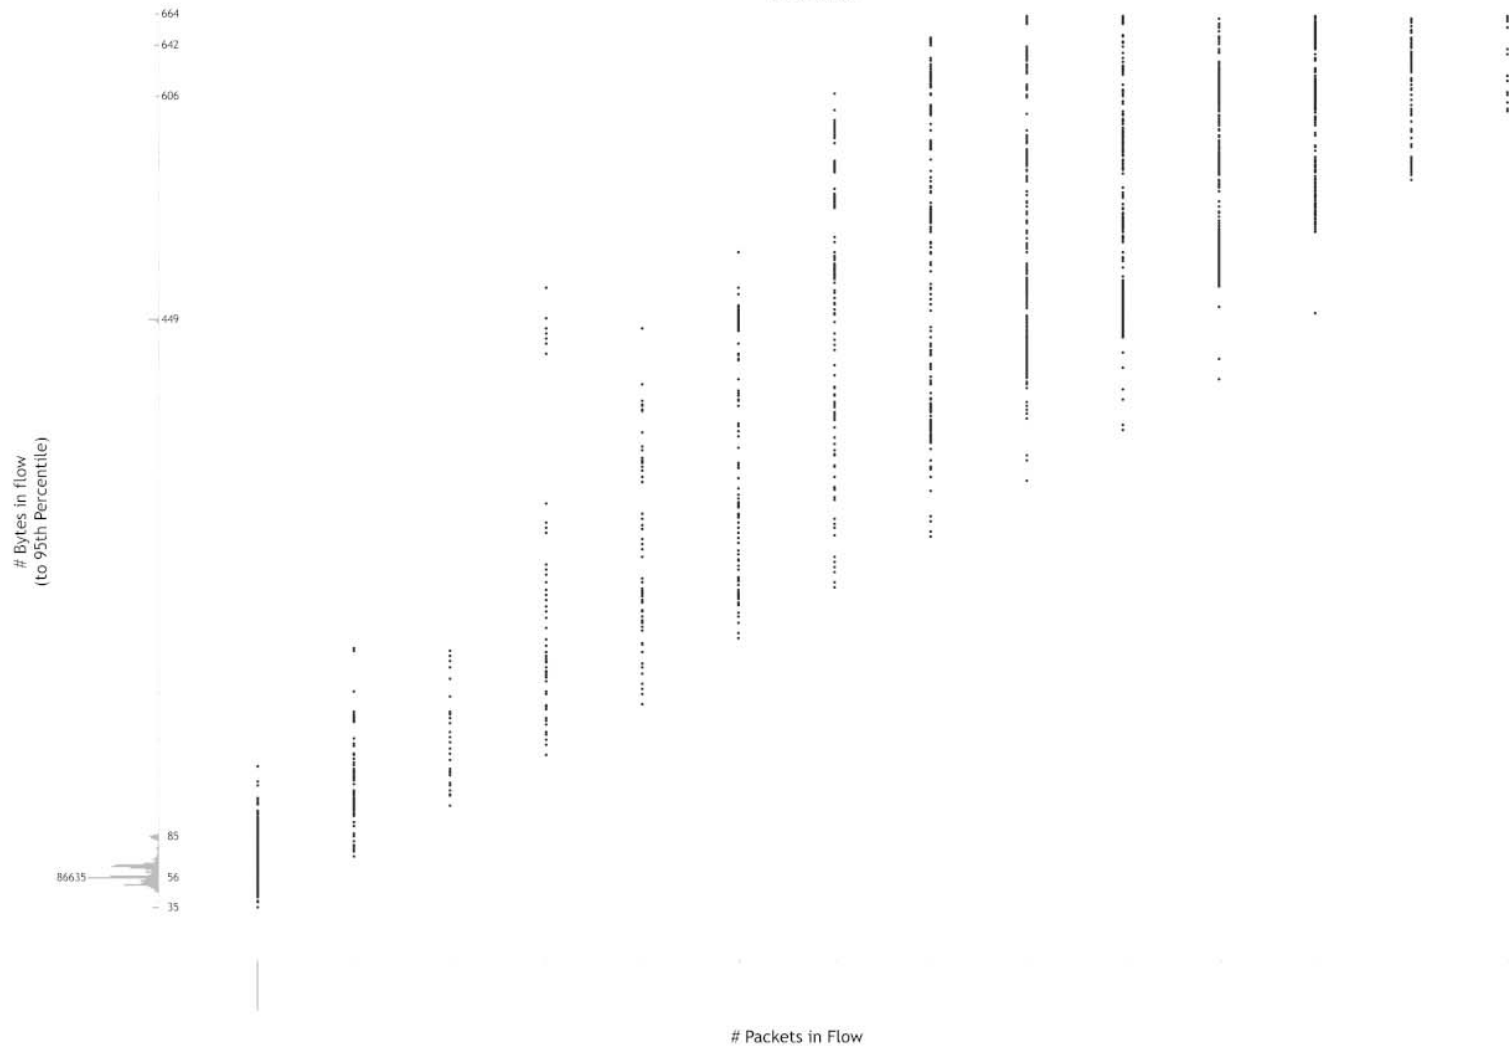 664
642
606
449
# Bytes in flow
(to 95th Percentile)
85
86635
56
35
# Packets in Flow